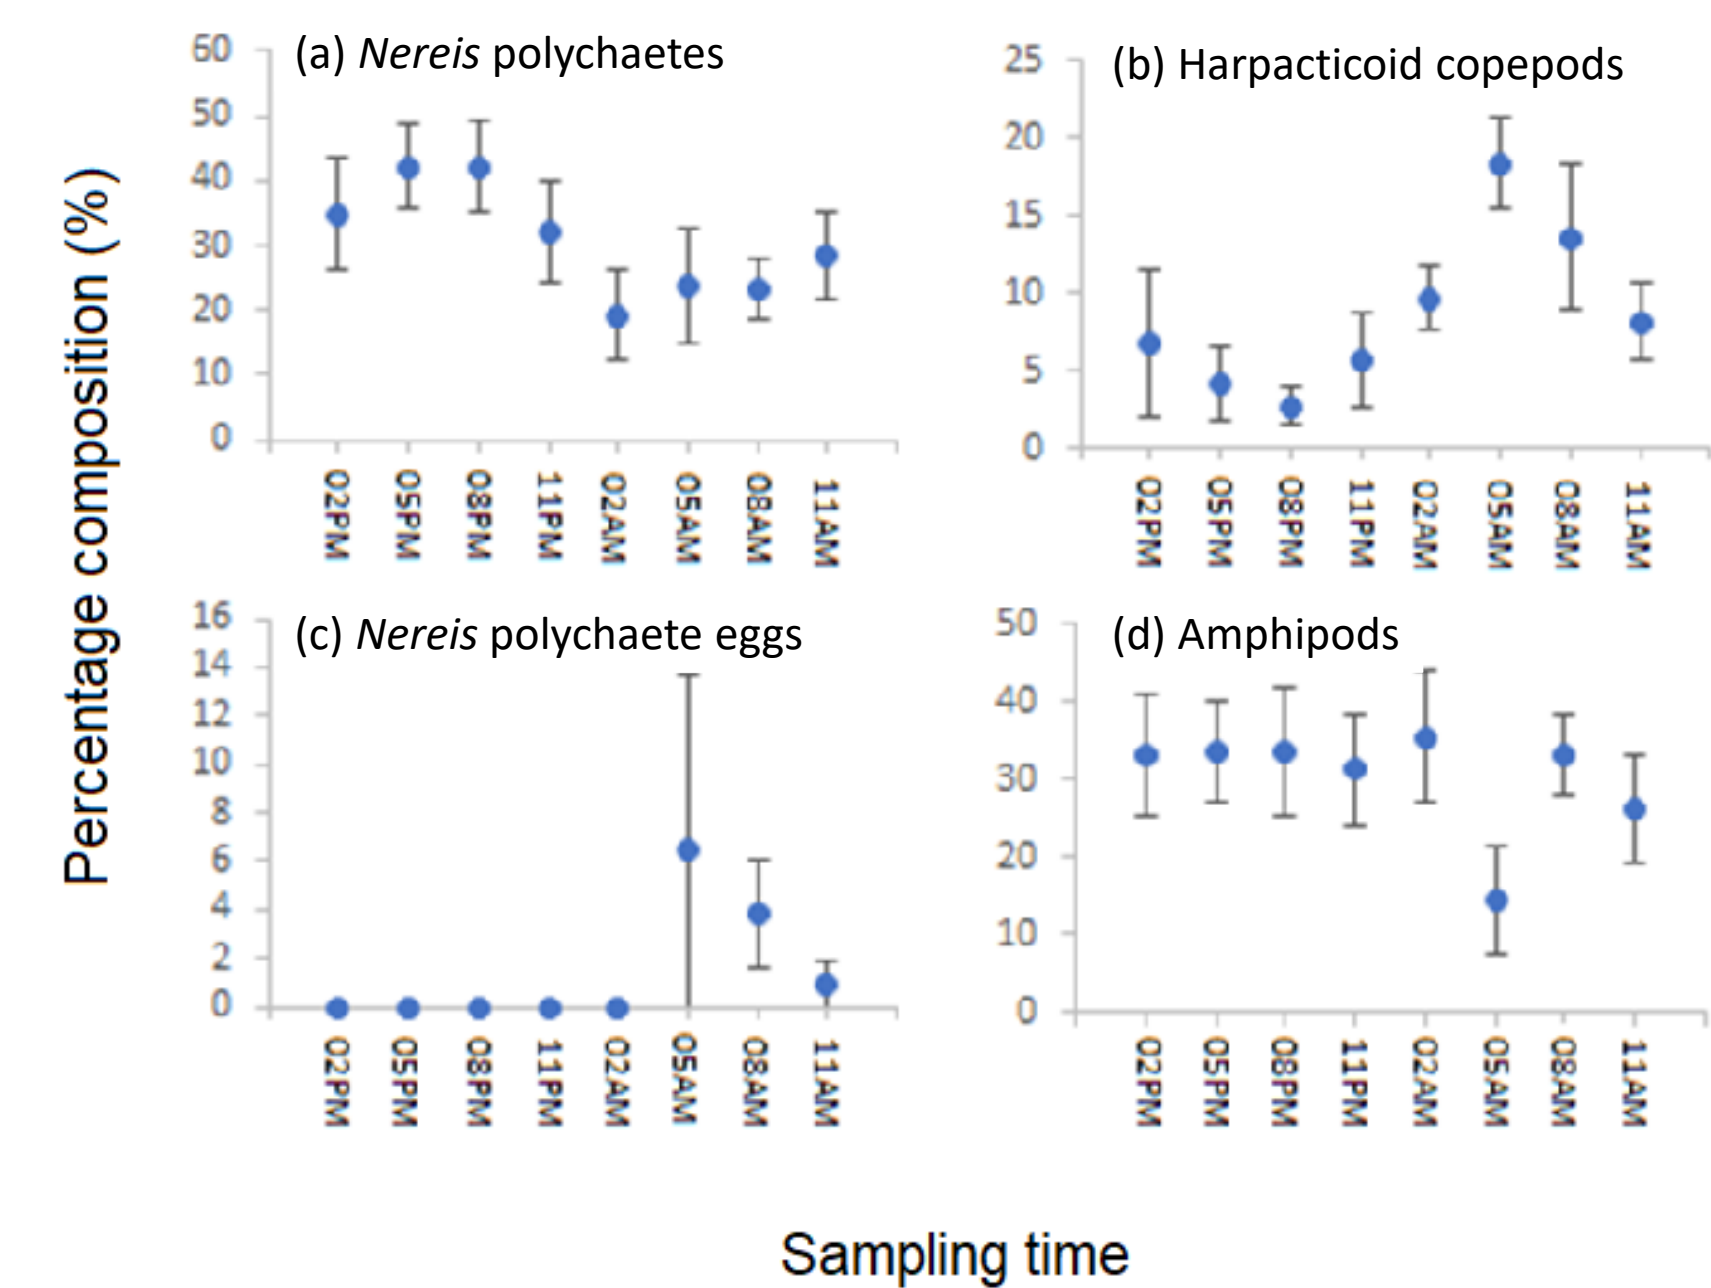 (a) Nereis polychaetes
60
50
40
30
20
10
0
02PM 05PM 08PM 11PM 02AM 05AM 08AM 11AM
(b) Harpacticoid copepods
25
20
15
10
5
0
02PM 05PM 08PM 11PM 02AM 05AM 08AM 11AM
Percentage composition (%)
(c) Nereis polychaete eggs
16
14
12
10
8
6
4
2
0
02PM 05PM 08PM 11PM 02AM 05AM 08AM 11AM
(d) Amphipods
50
40
30
20
10
0
02PM 05PM 08PM 11PM 02AM 05AM 08AM 11AM
Sampling time